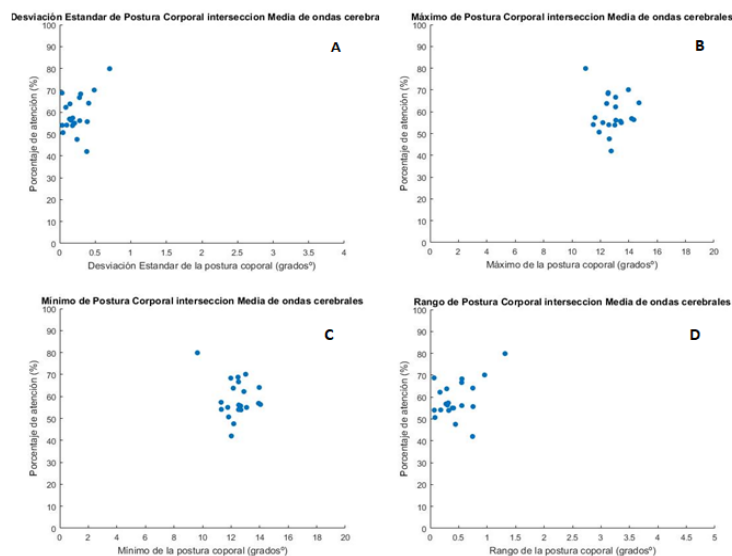 Desviación Estandar de Postura Corporal interseccion Media de ondas cerebra
A
Porcentaje de atención (%)
100
90
80
70
60
50
40
30
20
10
0
0 0.5 1 1.5 2 2.5 3 3.5 4
Desviación Estandar de la postura coporal (gradosº)
Máximo de Postura Corporal interseccion Media de ondas cerebrales
B
Porcentaje de atención (%)
100
90
80
70
60
50
40
30
20
10
0
0 2 4 6 8 10 12 14 16 18 20
Máximo de la postura coporal (gradosº)
Mínimo de Postura Corporal interseccion Media de ondas cerebrales
C
Porcentaje de atención (%)
100
90
80
70
60
50
40
30
20
10
0
0 2 4 6 8 10 12 14 16 18 20
Mínimo de la postura coporal (gradosº)
Rango de Postura Corporal interseccion Media de ondas cerebrales
D
Porcentaje de atención (%)
100
90
80
70
60
50
40
30
20
10
0
0 0.5 1 1.5 2 2.5 3 3.5 4 4.5 5
Rango de la postura coporal (gradosº)